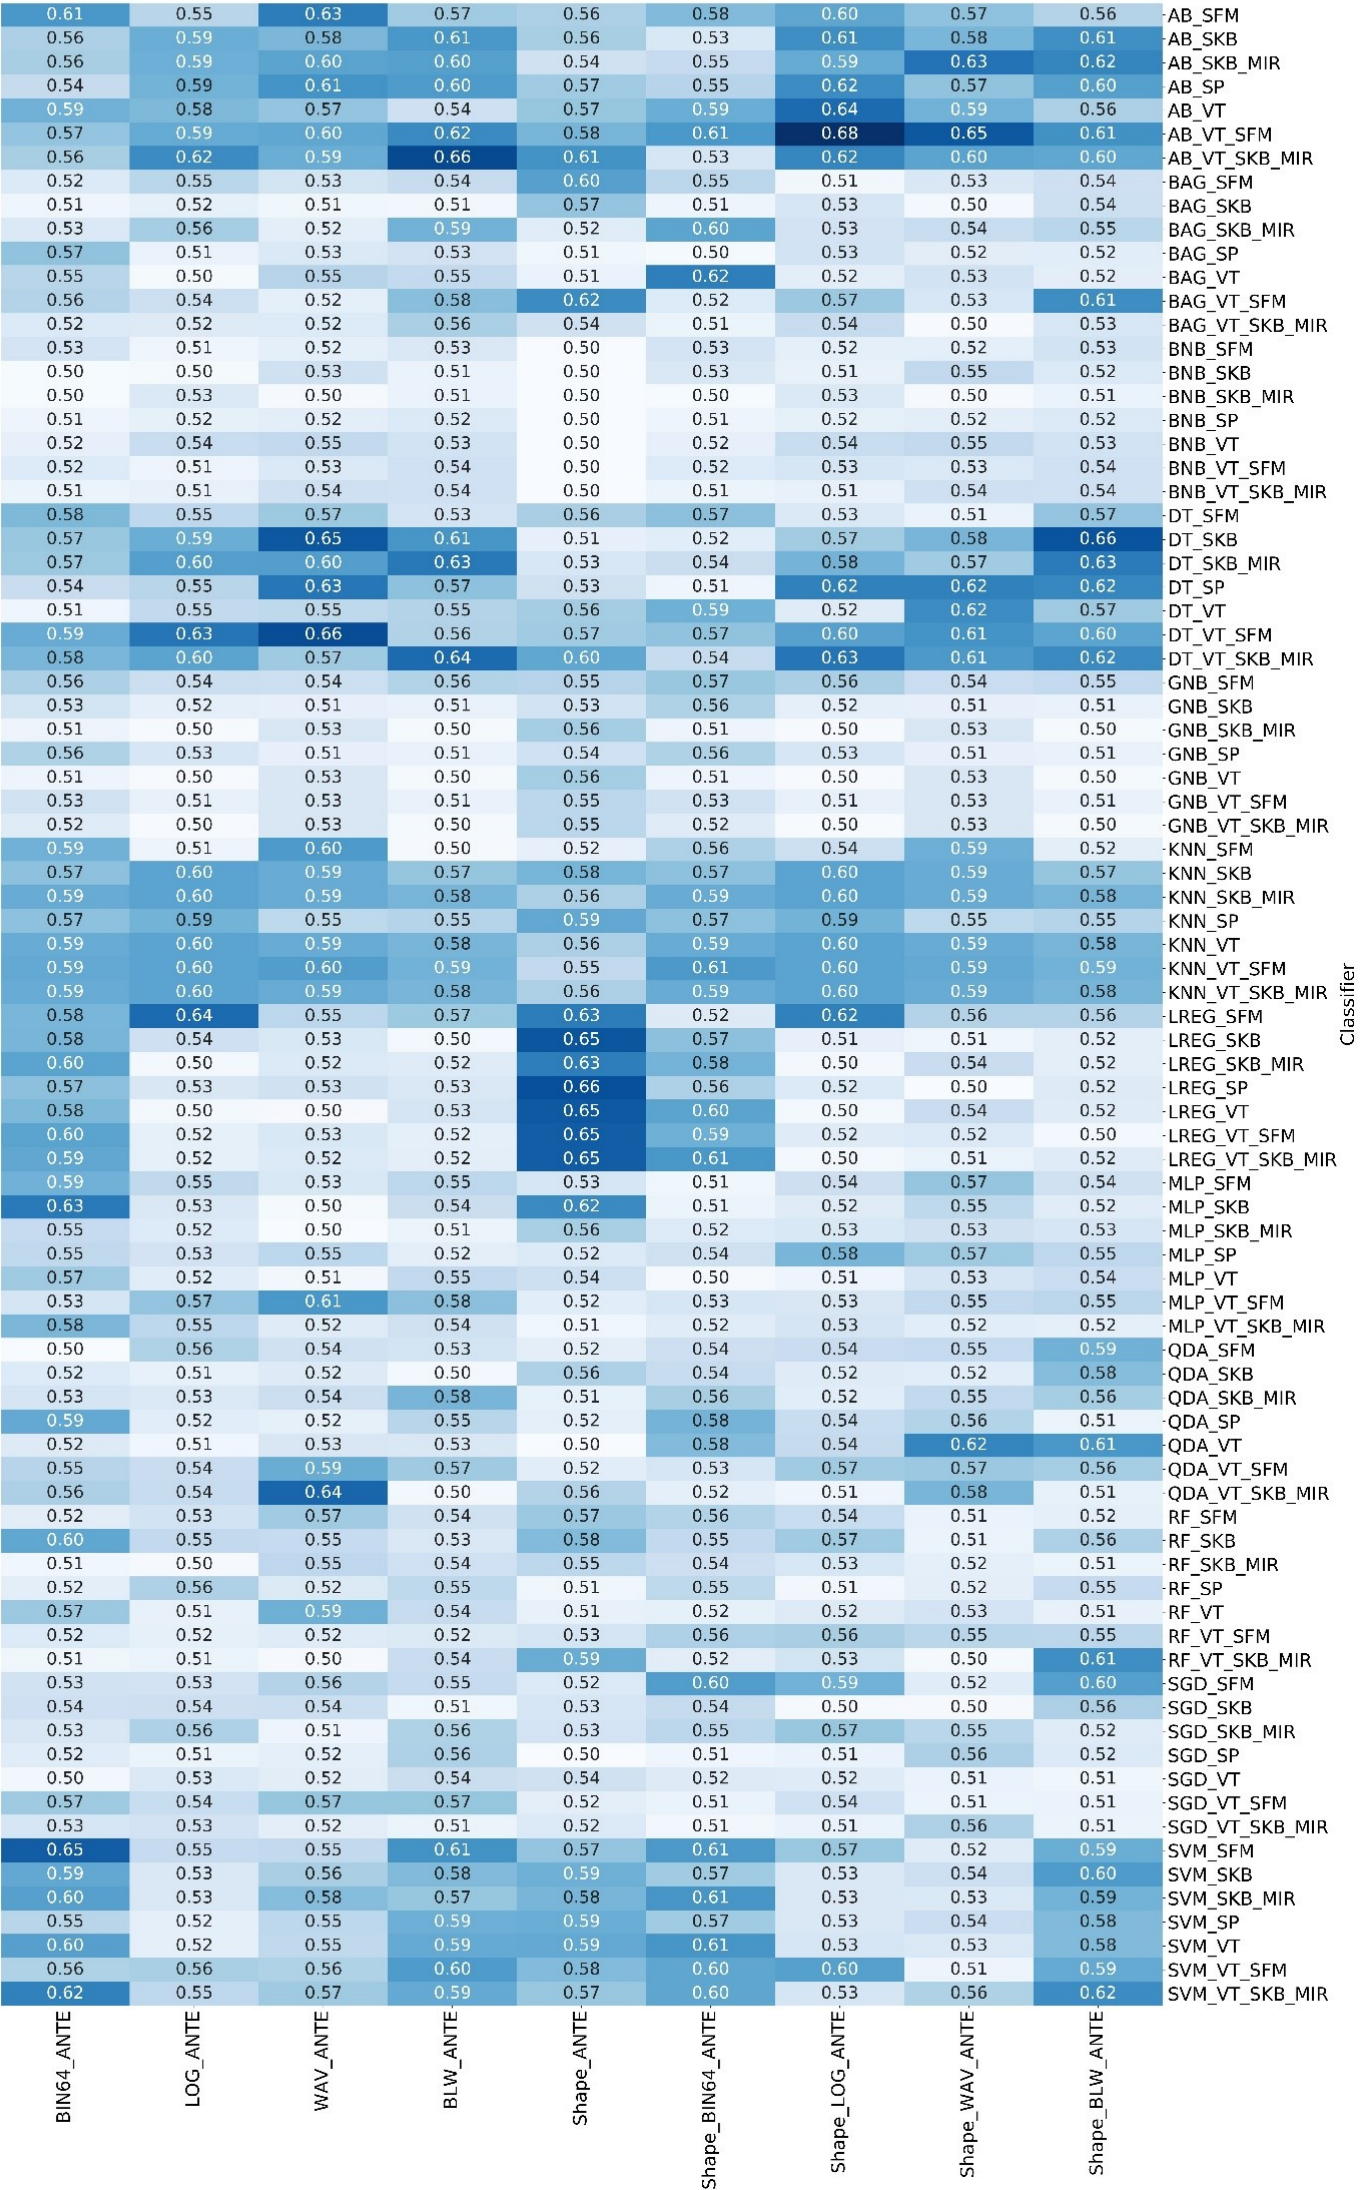 0.61 0.55 0.63 0.57 0.56 0.58 0.60 0.57 0.56 AB_SFM
0.56 0.59 0.58 0.61 0.56 0.53 0.61 0.58 0.61 AB_SKB
0.56 0.59 0.60 0.60 0.54 0.55 0.59 0.63 0.62 AB_SKB_MIR
0.54 0.59 0.61 0.60 0.57 0.55 0.62 0.57 0.60 AB_SP
0.59 0.58 0.57 0.54 0.57 0.59 0.64 0.59 0.56 AB_VT
0.57 0.59 0.60 0.62 0.58 0.61 0.68 0.65 0.61 AB_VT_SFM
0.56 0.62 0.59 0.66 0.61 0.53 0.62 0.60 0.60 AB_VT_SKB_MIR
0.52 0.55 0.53 0.54 0.60 0.55 0.51 0.53 0.54 BAG_SFM
0.51 0.52 0.51 0.51 0.57 0.51 0.53 0.50 0.54 BAG_SKB
0.53 0.56 0.52 0.59 0.52 0.60 0.53 0.54 0.55 BAG_SKB_MIR
0.57 0.51 0.53 0.53 0.51 0.50 0.53 0.52 0.52 BAG_SP
0.55 0.50 0.55 0.55 0.51 0.62 0.52 0.53 0.52 BAG_VT
0.56 0.54 0.52 0.58 0.62 0.52 0.57 0.53 0.61 BAG_VT_SFM
0.52 0.52 0.52 0.56 0.54 0.51 0.54 0.50 0.53 BAG_VT_SKB_MIR
0.53 0.51 0.52 0.53 0.50 0.53 0.52 0.52 0.53 BNB_SFM
0.50 0.50 0.53 0.51 0.50 0.53 0.51 0.55 0.52 BNB_SKB
0.50 0.53 0.50 0.51 0.50 0.50 0.53 0.50 0.51 BNB_SKB_MIR
0.51 0.52 0.52 0.52 0.50 0.51 0.52 0.52 0.52 BNB_SP
0.52 0.54 0.55 0.53 0.50 0.52 0.54 0.55 0.53 BNB_VT
0.52 0.51 0.53 0.54 0.50 0.52 0.53 0.53 0.54 BNB_VT_SFM
0.51 0.51 0.54 0.54 0.50 0.51 0.51 0.54 0.54 BNB_VT_SKB_MIR
0.58 0.55 0.57 0.53 0.56 0.57 0.53 0.51 0.57 DT_SFM
0.57 0.59 0.65 0.61 0.51 0.52 0.57 0.58 0.66 DT_SKB
0.57 0.60 0.60 0.63 0.53 0.54 0.58 0.57 0.63 DT_SKB_MIR
0.54 0.55 0.63 0.57 0.53 0.51 0.62 0.62 0.62 DT_SP
0.51 0.55 0.55 0.55 0.56 0.59 0.52 0.62 0.57 DT_VT
0.59 0.63 0.66 0.56 0.57 0.57 0.60 0.61 0.60 DT_VT_SFM
0.58 0.60 0.57 0.64 0.60 0.54 0.63 0.61 0.62 DT_VT_SKB_MIR
0.56 0.54 0.54 0.56 0.55 0.57 0.56 0.54 0.55 GNB_SFM
0.53 0.52 0.51 0.51 0.53 0.56 0.52 0.51 0.51 GNB_SKB
0.51 0.50 0.53 0.50 0.56 0.51 0.50 0.53 0.50 GNB_SKB_MIR
0.56 0.53 0.51 0.51 0.54 0.56 0.53 0.51 0.51 GNB_SP
0.51 0.50 0.53 0.50 0.56 0.51 0.50 0.53 0.50 GNB_VT
0.53 0.51 0.53 0.51 0.55 0.53 0.51 0.53 0.51 GNB_VT_SFM
0.52 0.50 0.53 0.50 0.55 0.52 0.50 0.53 0.50 GNB_VT_SKB_MIR
0.59 0.51 0.60 0.50 0.52 0.56 0.54 0.59 0.52 KNN_SFM
0.57 0.60 0.59 0.57 0.58 0.57 0.60 0.59 0.57 KNN_SKB
0.59 0.60 0.59 0.58 0.56 0.59 0.60 0.59 0.58 KNN_SKB_MIR
0.57 0.59 0.55 0.55 0.59 0.57 0.59 0.55 0.55 KNN_SP
0.59 0.60 0.59 0.58 0.56 0.59 0.60 0.59 0.58 KNN_VT
0.59 0.60 0.60 0.59 0.55 0.61 0.60 0.59 0.59 KNN_VT_SFM
0.59 0.60 0.59 0.58 0.56 0.59 0.60 0.59 0.58 KNN_VT_SKB_MIR
0.58 0.64 0.55 0.57 0.63 0.52 0.62 0.56 0.56 LREG_SFM
0.58 0.54 0.53 0.50 0.65 0.57 0.51 0.51 0.52 LREG_SKB
0.60 0.50 0.52 0.52 0.63 0.58 0.50 0.54 0.52 LREG_SKB_MIR
0.57 0.53 0.53 0.53 0.66 0.56 0.52 0.50 0.52 LREG_SP
0.58 0.50 0.50 0.53 0.65 0.60 0.50 0.54 0.52 LREG_VT
0.60 0.52 0.53 0.52 0.65 0.59 0.52 0.52 0.50 LREG_VT_SFM
0.59 0.52 0.52 0.52 0.65 0.61 0.50 0.51 0.52 LREG_VT_SKB_MIR
0.59 0.55 0.53 0.55 0.53 0.51 0.54 0.57 0.54 MLP_SFM
0.63 0.53 0.50 0.54 0.62 0.51 0.52 0.55 0.52 MLP_SKB
0.55 0.52 0.50 0.51 0.56 0.52 0.53 0.53 0.53 MLP_SKB_MIR
0.55 0.53 0.55 0.52 0.52 0.54 0.58 0.57 0.55 MLP_SP
0.57 0.52 0.51 0.55 0.54 0.50 0.51 0.53 0.54 MLP_VT
0.53 0.57 0.61 0.58 0.52 0.53 0.53 0.55 0.55 MLP_VT_SFM
0.58 0.55 0.52 0.54 0.51 0.52 0.53 0.52 0.52 MLP_VT_SKB_MIR
0.50 0.56 0.54 0.53 0.52 0.54 0.54 0.55 0.59 QDA_SFM
0.52 0.51 0.52 0.50 0.56 0.54 0.52 0.52 0.58 QDA_SKB
0.53 0.53 0.54 0.58 0.51 0.56 0.52 0.55 0.56 QDA_SKB_MIR
0.59 0.52 0.52 0.55 0.52 0.58 0.54 0.56 0.51 QDA_SP
0.52 0.51 0.53 0.53 0.50 0.58 0.54 0.62 0.61 QDA_VT
0.55 0.54 0.59 0.57 0.52 0.53 0.57 0.57 0.56 QDA_VT_SFM
0.56 0.54 0.64 0.50 0.56 0.52 0.51 0.58 0.51 QDA_VT_SKB_MIR
0.52 0.53 0.57 0.54 0.57 0.56 0.54 0.51 0.52 RF_SFM
0.60 0.55 0.55 0.53 0.58 0.55 0.57 0.51 0.56 RF_SKB
0.51 0.50 0.55 0.54 0.55 0.54 0.53 0.52 0.51 RF_SKB_MIR
0.52 0.56 0.52 0.55 0.51 0.55 0.51 0.52 0.55 RF_SP
0.57 0.51 0.59 0.54 0.51 0.52 0.52 0.53 0.51 RF_VT
0.52 0.52 0.52 0.52 0.53 0.56 0.56 0.55 0.55 RF_VT_SFM
0.51 0.51 0.50 0.54 0.59 0.52 0.53 0.50 0.61 RF_VT_SKB_MIR
0.53 0.53 0.56 0.55 0.52 0.60 0.59 0.52 0.60 SGD_SFM
0.54 0.54 0.54 0.51 0.53 0.54 0.50 0.50 0.56 SGD_SKB
0.53 0.56 0.51 0.56 0.53 0.55 0.57 0.55 0.52 SGD_SKB_MIR
0.52 0.51 0.52 0.56 0.50 0.51 0.51 0.56 0.52 SGD_SP
0.50 0.53 0.52 0.54 0.54 0.52 0.52 0.51 0.51 SGD_VT
0.57 0.54 0.57 0.57 0.52 0.51 0.54 0.51 0.51 SGD_VT_SFM
0.53 0.53 0.52 0.51 0.52 0.51 0.51 0.56 0.51 SGD_VT_SKB_MIR
0.65 0.55 0.55 0.61 0.57 0.61 0.57 0.52 0.59 SVM_SFM
0.59 0.53 0.56 0.58 0.59 0.57 0.53 0.54 0.60 SVM_SKB
0.60 0.53 0.58 0.57 0.58 0.61 0.53 0.53 0.59 SVM_SKB_MIR
0.55 0.52 0.55 0.59 0.59 0.57 0.53 0.54 0.58 SVM_SP
0.60 0.52 0.55 0.59 0.59 0.61 0.53 0.53 0.58 SVM_VT
0.56 0.56 0.56 0.60 0.58 0.60 0.60 0.51 0.59 SVM_VT_SFM
0.62 0.55 0.57 0.59 0.57 0.60 0.53 0.56 0.62 SVM_VT_SKB_MIR
Classifier
BIN64_ANTE
LOG_ANTE
WAV_ANTE
BLW_ANTE
Shape_ANTE
Shape_BIN64_ANTE
Shape_LOG_ANTE
Shape_WAV_ANTE
Shape_BLW_ANTE